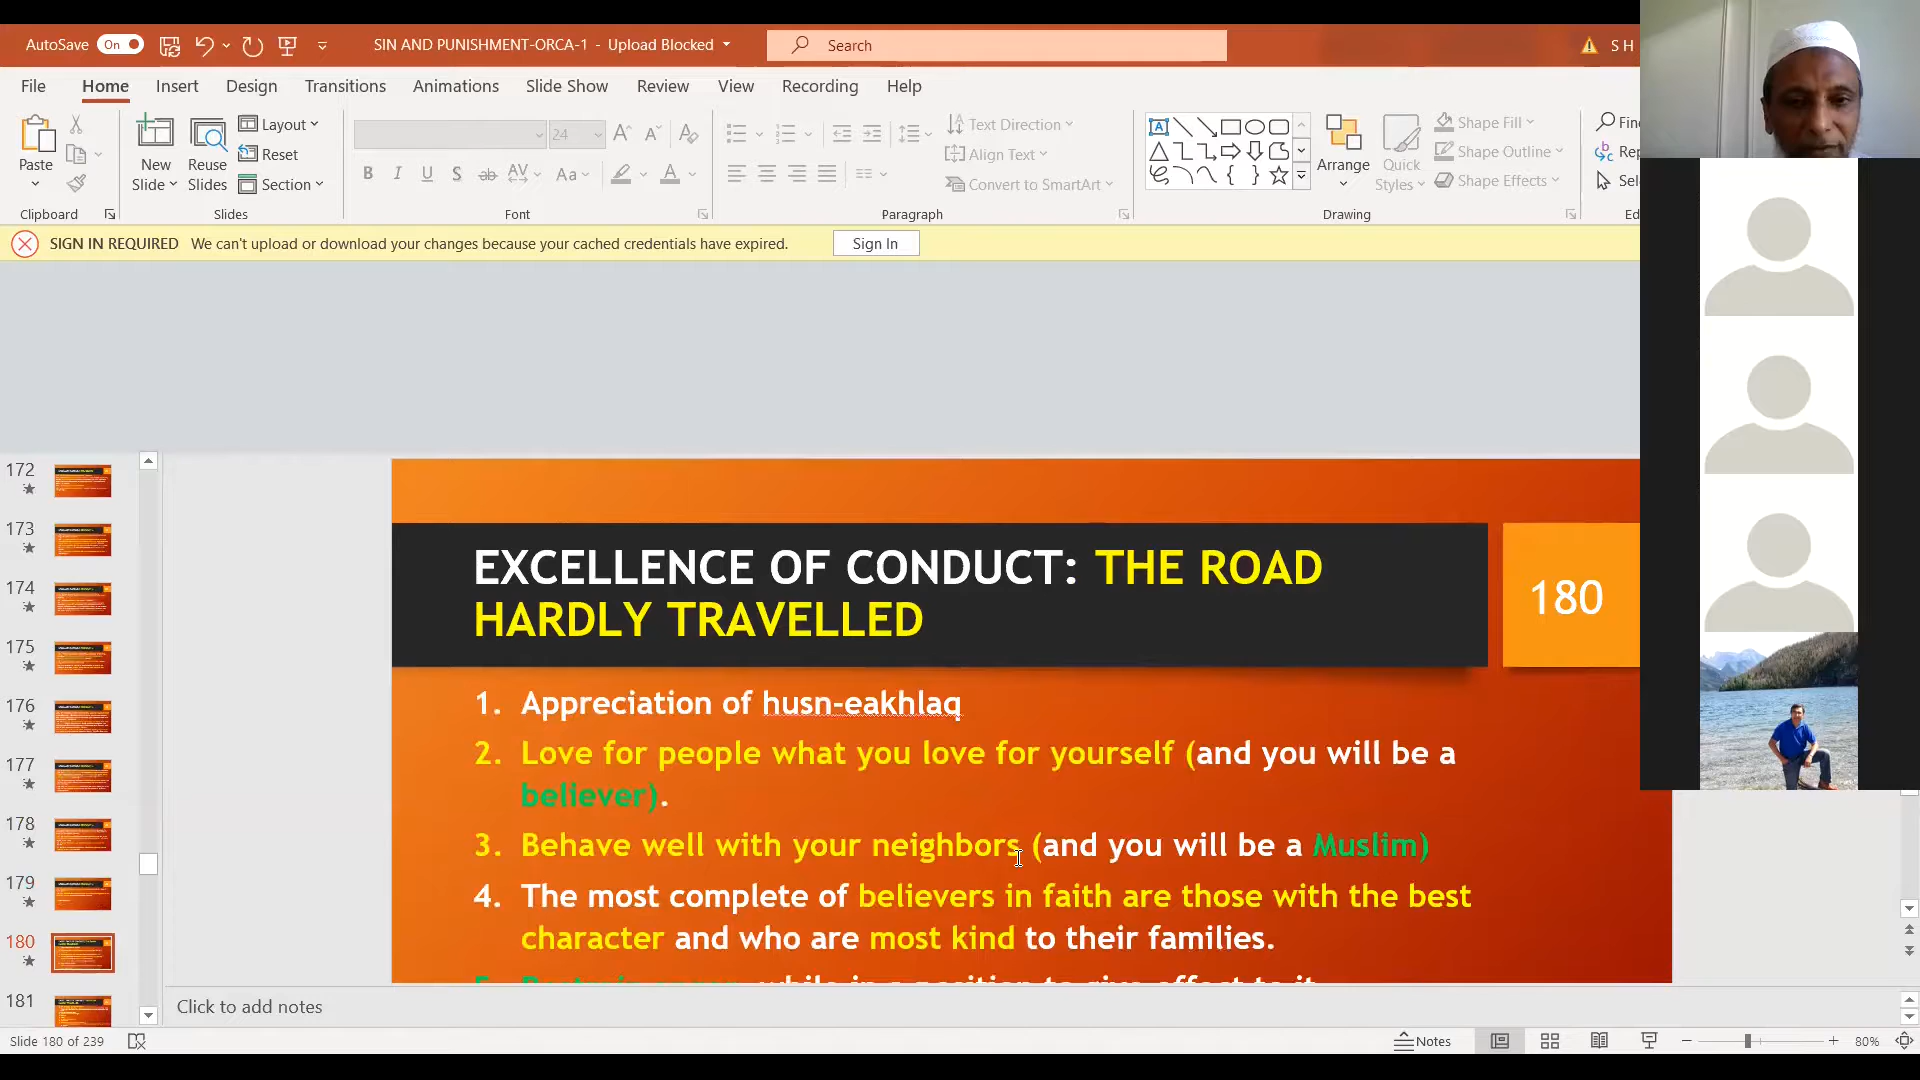 AutoSave On SIN AND PUNISHMENT-ORCA-1 - Upload Blocked Search S H
File Home Insert Design Transitions Animations Slide Show Review View Recording Help
Paste
New Slide
Reuse Slides
Layout
Reset
Section
24
B I U S ab AV Aa A
Text Direction
Align Text
Convert to SmartArt
Arrange
Quick Styles
Shape Fill
Shape Outline
Shape Effects
Clipboard Slides Font Paragraph Drawing
SIGN IN REQUIRED We can't upload or download your changes because your cached credentials have expired. Sign In
172
173
174
175
176
177
178
179
180
181
EXCELLENCE OF CONDUCT: THE ROAD
HARDLY TRAVELLED
180
1. Appreciation of husn-eakhlaq
2. Love for people what you love for yourself (and you will be a
believer).
3. Behave well with your neighbors (and you will be a Muslim)
4. The most complete of believers in faith are those with the best
character and who are most kind to their families.
Click to add notes
Slide 180 of 239 Notes 80%